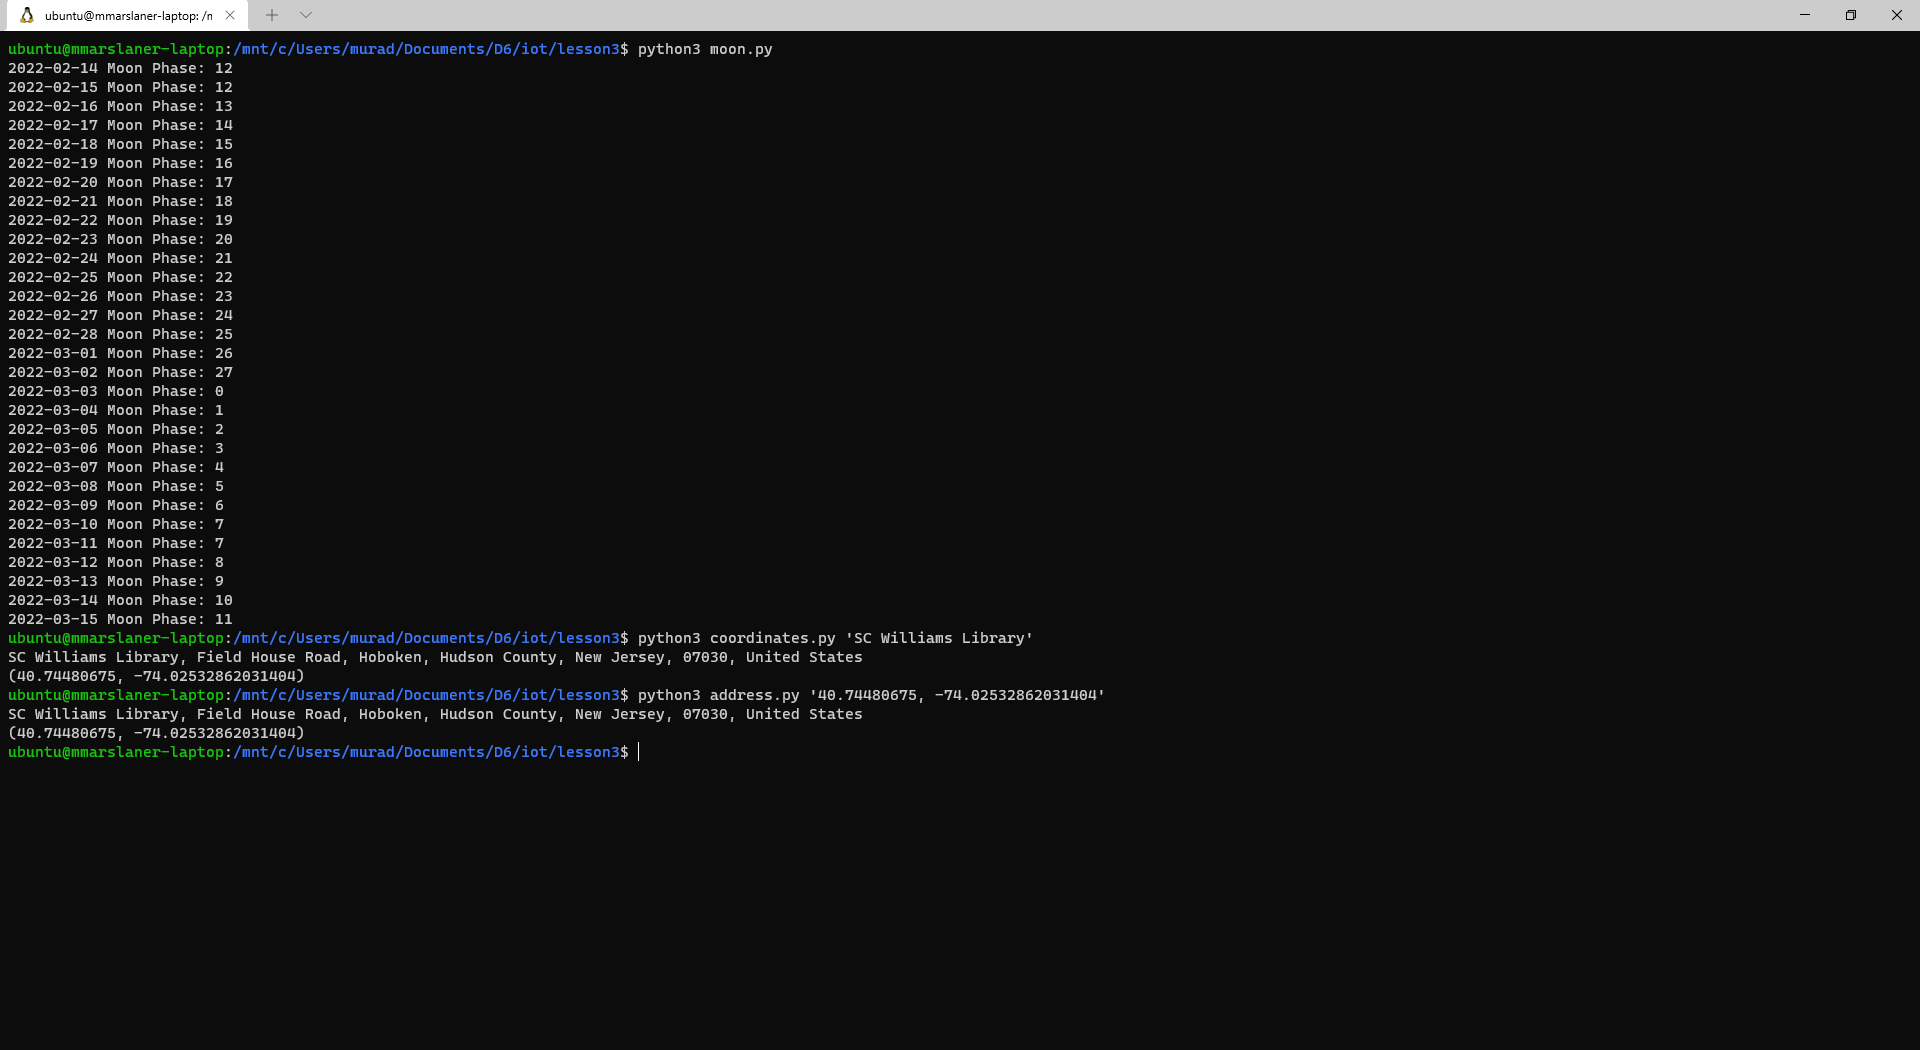 ubuntu@mmarslaner-laptop: /n
ubuntu@mmarslaner-laptop:/mnt/c/Users/murad/Documents/D6/iot/lesson3$ python3 moon.py
2022-02-14 Moon Phase: 12
2022-02-15 Moon Phase: 12
2022-02-16 Moon Phase: 13
2022-02-17 Moon Phase: 14
2022-02-18 Moon Phase: 15
2022-02-19 Moon Phase: 16
2022-02-20 Moon Phase: 17
2022-02-21 Moon Phase: 18
2022-02-22 Moon Phase: 19
2022-02-23 Moon Phase: 20
2022-02-24 Moon Phase: 21
2022-02-25 Moon Phase: 22
2022-02-26 Moon Phase: 23
2022-02-27 Moon Phase: 24
2022-02-28 Moon Phase: 25
2022-03-01 Moon Phase: 26
2022-03-02 Moon Phase: 27
2022-03-03 Moon Phase: 0
2022-03-04 Moon Phase: 1
2022-03-05 Moon Phase: 2
2022-03-06 Moon Phase: 3
2022-03-07 Moon Phase: 4
2022-03-08 Moon Phase: 5
2022-03-09 Moon Phase: 6
2022-03-10 Moon Phase: 7
2022-03-11 Moon Phase: 7
2022-03-12 Moon Phase: 8
2022-03-13 Moon Phase: 9
2022-03-14 Moon Phase: 10
2022-03-15 Moon Phase: 11
ubuntu@mmarslaner-laptop:/mnt/c/Users/murad/Documents/D6/iot/lesson3$ python3 coordinates.py 'SC Williams Library'
SC Williams Library, Field House Road, Hoboken, Hudson County, New Jersey, 07030, United States
(40.74480675, -74.02532862031404)
ubuntu@mmarslaner-laptop:/mnt/c/Users/murad/Documents/D6/iot/lesson3$ python3 address.py '40.74480675, -74.02532862031404'
SC Williams Library, Field House Road, Hoboken, Hudson County, New Jersey, 07030, United States
(40.74480675, -74.02532862031404)
ubuntu@mmarslaner-laptop:/mnt/c/Users/murad/Documents/D6/iot/lesson3$